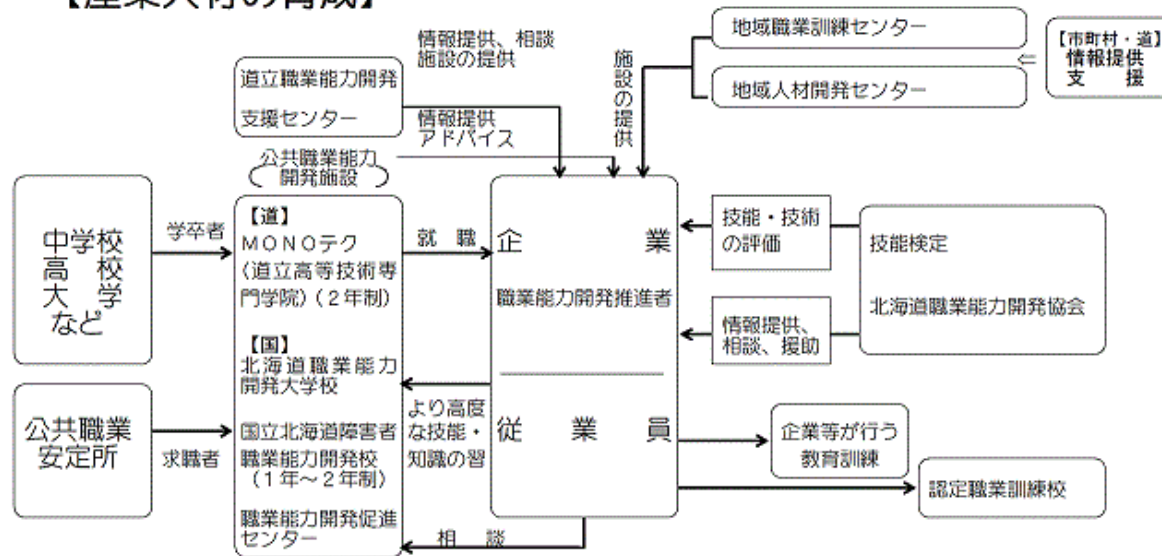 【産業人材の育成】
情報提供、相談
施設の提供
道立職業能力開発
支援センター
情報提供
アドバイス
施設の提供
地域職業訓練センター
地域人材開発センター
⇐
【市町村・道】
情報提供
支　　援
公共職業能力
開発施設
中学校
高　校
大　学
など
学卒者
【道】
ＭＯＮＯテク
(道立高等技術専
門学院)(２年制)
【国】
北海道職業能力
開発大学校
国立北海道障害者
職業能力開発校
(１年～２年制)
職業能力開発促進
センター
公共職業
安定所
求職者
就　職
より高度
な技能・
知識の習
相　談
企　　　　業
職業能力開発推進者
従　業　員
技能・技術
の評価
情報提供、
相談、援助
技能検定
北海道職業能力開発協会
企業等が行う
教育訓練
認定職業訓練校